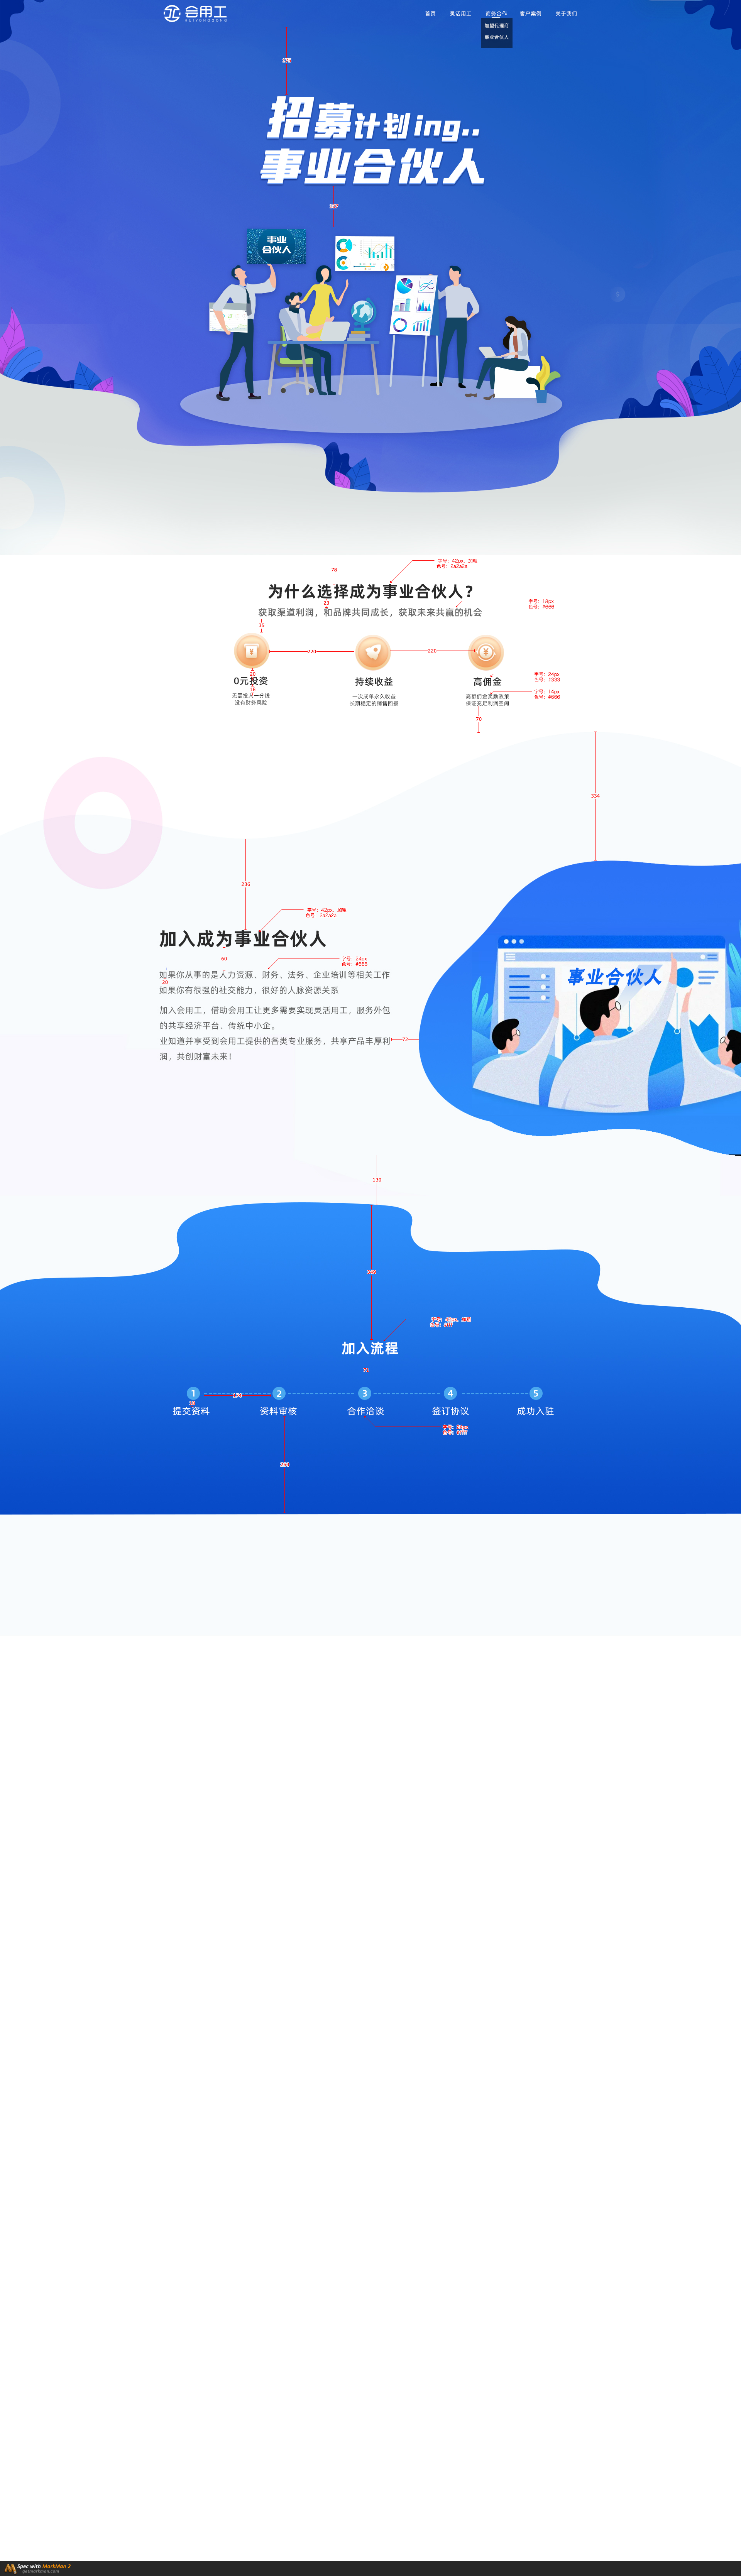 会用工
HUIYONGGONG
首页 灵活用工 商务合作 客户案例 关于我们
加盟代理商
事业合伙人
招募计划ing..
事业合伙人
事业
合伙人
78
字号：42px，加粗
色号：2a2a2a
为什么选择成为事业合伙人？
23
字号：18px
色号：#666
获取渠道利润，和品牌共同成长，获取未来共赢的机会
35
220
220
20
字号：24px
色号：#333
0元投资
持续收益
高佣金
18
字号：14px
色号：#666
无需投入一分钱
没有财务风险
一次成单永久收益
长期稳定的销售回报
高额佣金奖励政策
保证充足利润空间
70
334
236
字号：42px，加粗
色号：2a2a2a
加入成为事业合伙人
60
字号：24px
色号：#666
如果你从事的是人力资源、财务、法务、企业培训等相关工作
20
如果你有很强的社交能力，很好的人脉资源关系
加入会用工，借助会用工让更多需要实现灵活用工，服务外包
的共享经济平台、传统中小企。
业知道并享受到会用工提供的各类专业服务，共享产品丰厚利
润，共创财富未来！
72
事业合伙人
130
加入流程
1 2 3 4 5
提交资料 资料审核 合作洽谈 签订协议 成功入驻
Spec with MarkMan 2
getmarkman.com